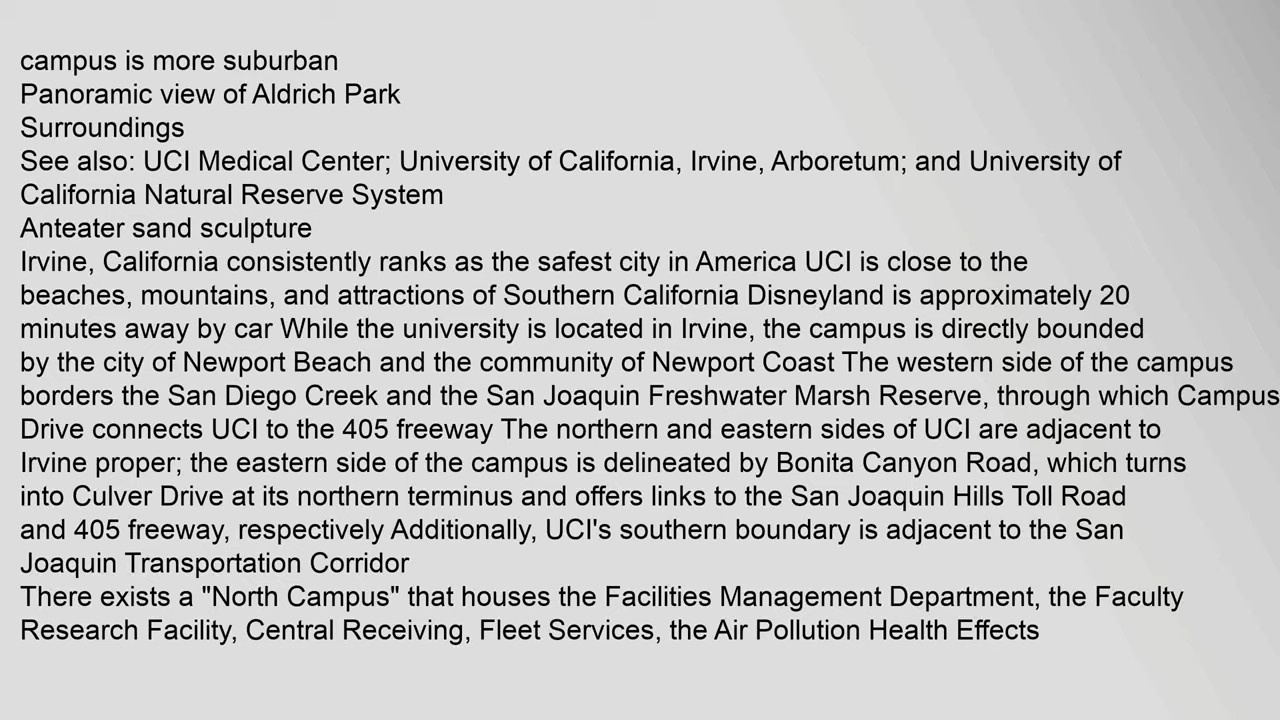 campus is more suburban
Panoramic view of Aldrich Park
Surroundings
See also: UCI Medical Center; University of California, Irvine, Arboretum; and University of
California Natural Reserve System
Anteater sand sculpture
Irvine, California consistently ranks as the safest city in America UCI is close to the
beaches, mountains, and attractions of Southern California Disneyland is approximately 20
minutes away by car While the university is located in Irvine, the campus is directly bounded
by the city of Newport Beach and the community of Newport Coast The western side of the campus
borders the San Diego Creek and the San Joaquin Freshwater Marsh Reserve, through which Campus
Drive connects UCI to the 405 freeway The northern and eastern sides of UCI are adjacent to
Irvine proper; the eastern side of the campus is delineated by Bonita Canyon Road, which turns
into Culver Drive at its northern terminus and offers links to the San Joaquin Hills Toll Road
and 405 freeway, respectively Additionally, UCI's southern boundary is adjacent to the San
Joaquin Transportation Corridor
There exists a "North Campus" that houses the Facilities Management Department, the Faculty
Research Facility, Central Receiving, Fleet Services, the Air Pollution Health Effects